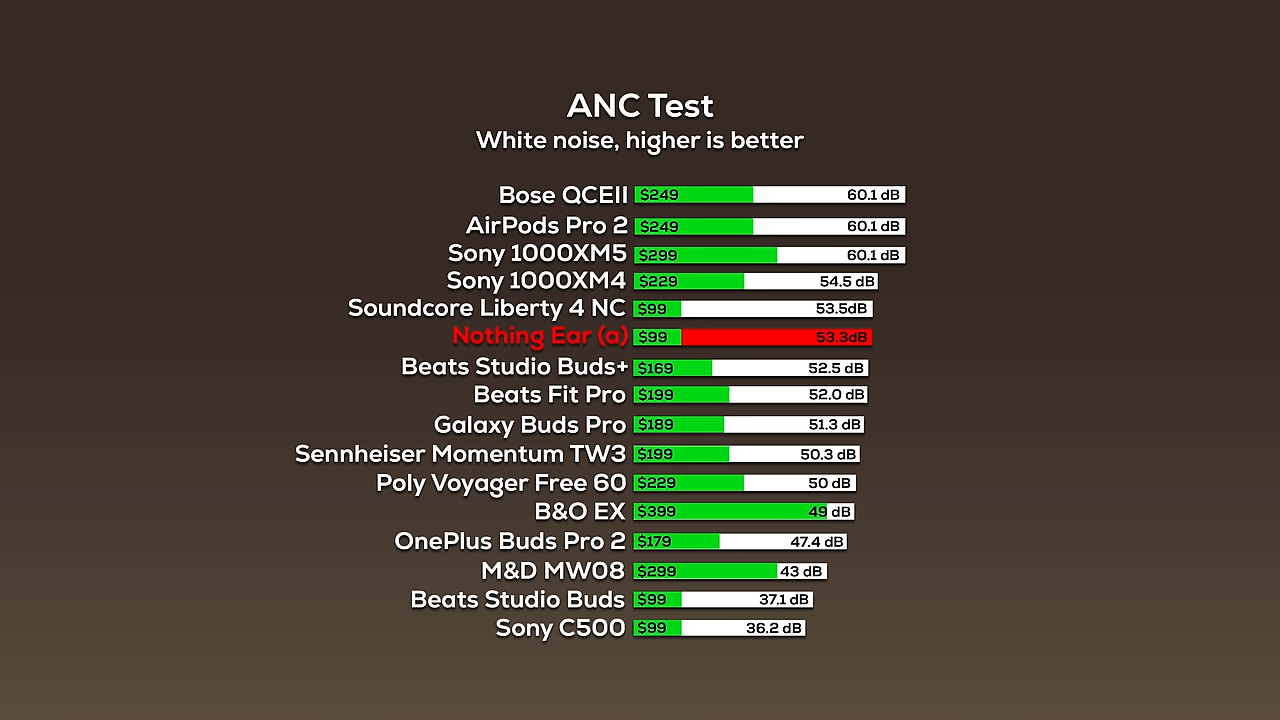 ANC Test
White noise, higher is better
Bose QCEII $249 60.1 dB
AirPods Pro 2 $249 60.1 dB
Sony 1000XM5 $299 60.1 dB
Sony 1000XM4 $229 54.5 dB
Soundcore Liberty 4 NC $99 53.5dB
Nothing Ear (a) $99 53.3dB
Beats Studio Buds+ $169 52.5 dB
Beats Fit Pro $199 52.0 dB
Galaxy Buds Pro $189 51.3 dB
Sennheiser Momentum TW3 $199 50.3 dB
Poly Voyager Free 60 $229 50 dB
B&O EX $399 49 dB
OnePlus Buds Pro 2 $179 47.4 dB
M&D MW08 $299 43 dB
Beats Studio Buds $99 37.1 dB
Sony C500 $99 36.2 dB